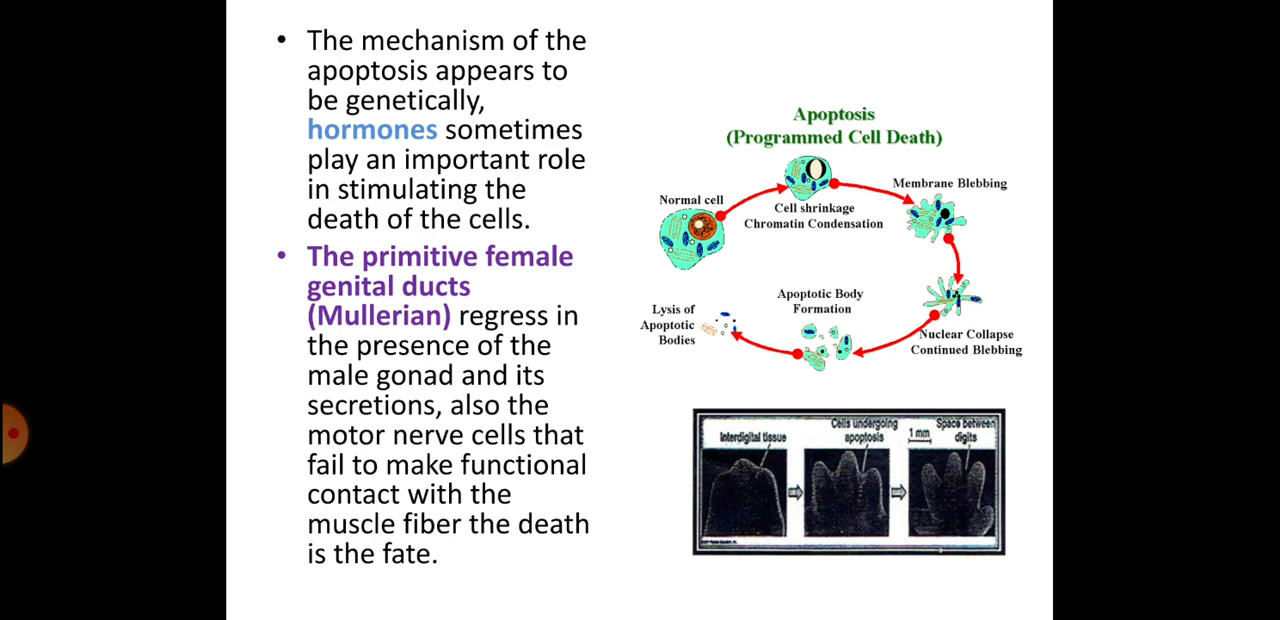 • The mechanism of the
apoptosis appears to
be genetically,
hormones sometimes
play an important role
in stimulating the
death of the cells.
• The primitive female
genital ducts
(Mullerian) regress in
the presence of the
male gonad and its
secretions, also the
motor nerve cells that
fail to make functional
contact with the
muscle fiber the death
is the fate.
Apoptosis
(Programmed Cell Death)
Normal cell
Cell shrinkage
Chromatin Condensation
Membrane Blebbing
Nuclear Collapse
Continued Blebbing
Apoptotic Body
Formation
Lysis of
Apoptotic
Bodies
Interdigital tissue
Cells undergoing
apoptosis
1 mm
Space between
digits